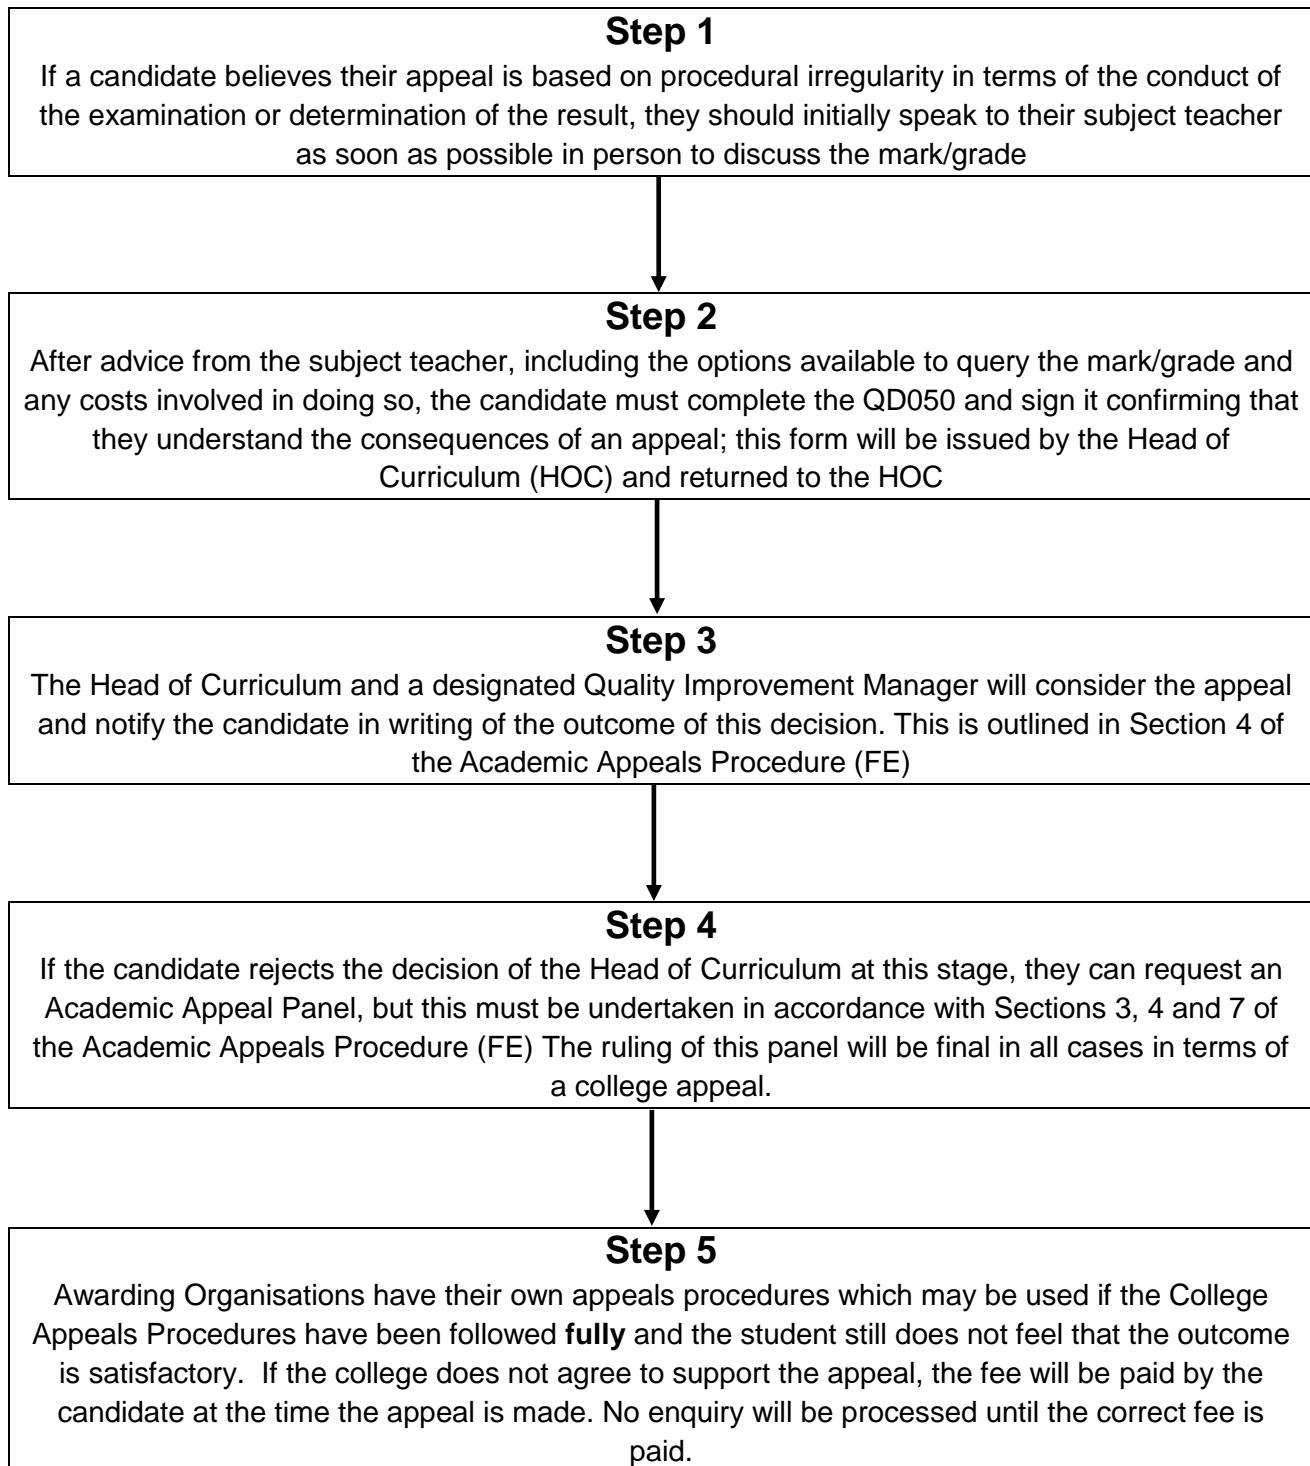 Step 1
If a candidate believes their appeal is based on procedural irregularity in terms of the conduct of
the examination or determination of the result, they should initially speak to their subject teacher
as soon as possible in person to discuss the mark/grade
Step 2
After advice from the subject teacher, including the options available to query the mark/grade and
any costs involved in doing so, the candidate must complete the QD050 and sign it confirming that
they understand the consequences of an appeal; this form will be issued by the Head of
Curriculum (HOC) and returned to the HOC
Step 3
The Head of Curriculum and a designated Quality Improvement Manager will consider the appeal
and notify the candidate in writing of the outcome of this decision. This is outlined in Section 4 of
the Academic Appeals Procedure (FE)
Step 4
If the candidate rejects the decision of the Head of Curriculum at this stage, they can request an
Academic Appeal Panel, but this must be undertaken in accordance with Sections 3, 4 and 7 of
the Academic Appeals Procedure (FE) The ruling of this panel will be final in all cases in terms of
a college appeal.
Step 5
Awarding Organisations have their own appeals procedures which may be used if the College
Appeals Procedures have been followed fully and the student still does not feel that the outcome
is satisfactory.  If the college does not agree to support the appeal, the fee will be paid by the
candidate at the time the appeal is made. No enquiry will be processed until the correct fee is
paid.